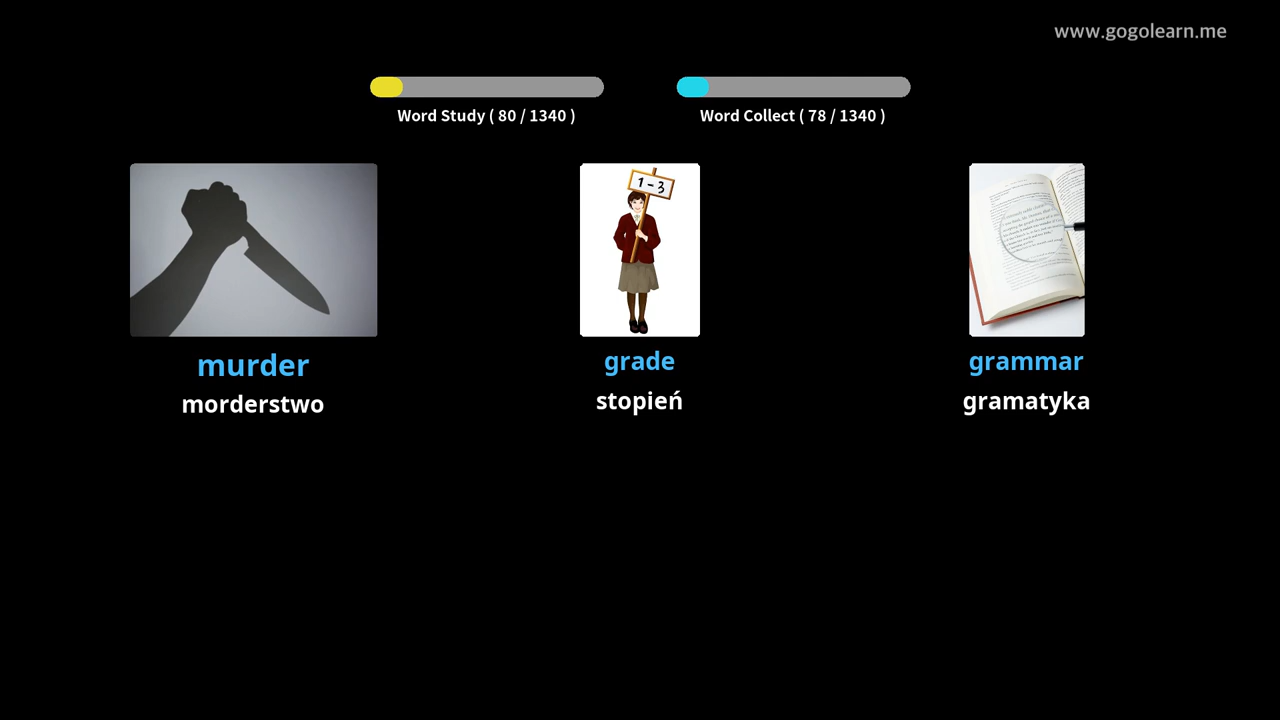 www.gogolearn.me
Word Study ( 80 / 1340 )
Word Collect ( 78 / 1340 )
1 - 3
murder
grade
grammar
morderstwo
stopień
gramatyka